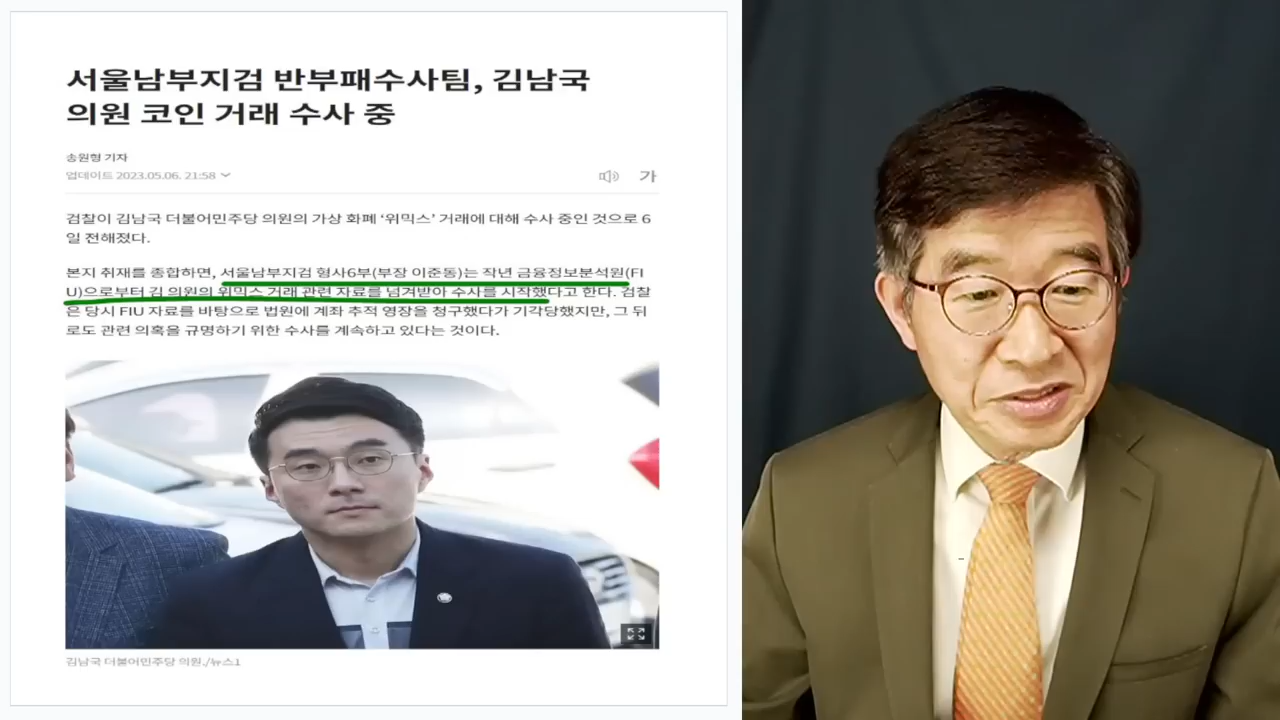 서울남부지검 반부패수사팀, 김남국
의원 코인 거래 수사 중
송원형 기자
업데이트 2023.05.06. 21:58
가
검찰이 김남국 더불어민주당 의원의 가상 화폐 ‘위믹스’ 거래에 대해 수사 중인 것으로 6
일 전해졌다.
본지 취재를 종합하면, 서울남부지검 형사6부(부장 이준동)는 작년 금융정보분석원(FI
U)으로부터 김 의원의 위믹스 거래 관련 자료를 넘겨받아 수사를 시작했다고 한다. 검찰
은 당시 FIU 자료를 바탕으로 법원에 계좌 추적 영장을 청구했다가 기각당했지만, 그 뒤
로도 관련 의혹을 규명하기 위한 수사를 계속하고 있다는 것이다.
김남국 더불어민주당 의원./뉴스1